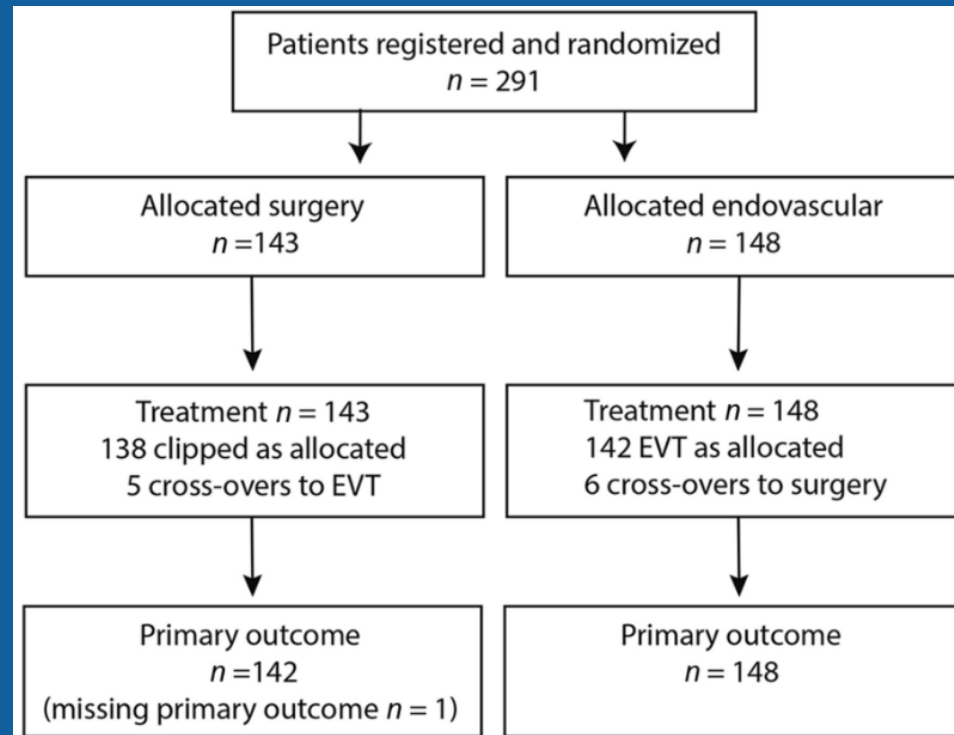 Patients registered and randomized
n = 291
Allocated surgery
n =143
Allocated endovascular
n = 148
Treatment n = 143
138 clipped as allocated
5 cross-overs to EVT
Treatment n = 148
142 EVT as allocated
6 cross-overs to surgery
Primary outcome
n =142
(missing primary outcome n = 1)
Primary outcome
n = 148